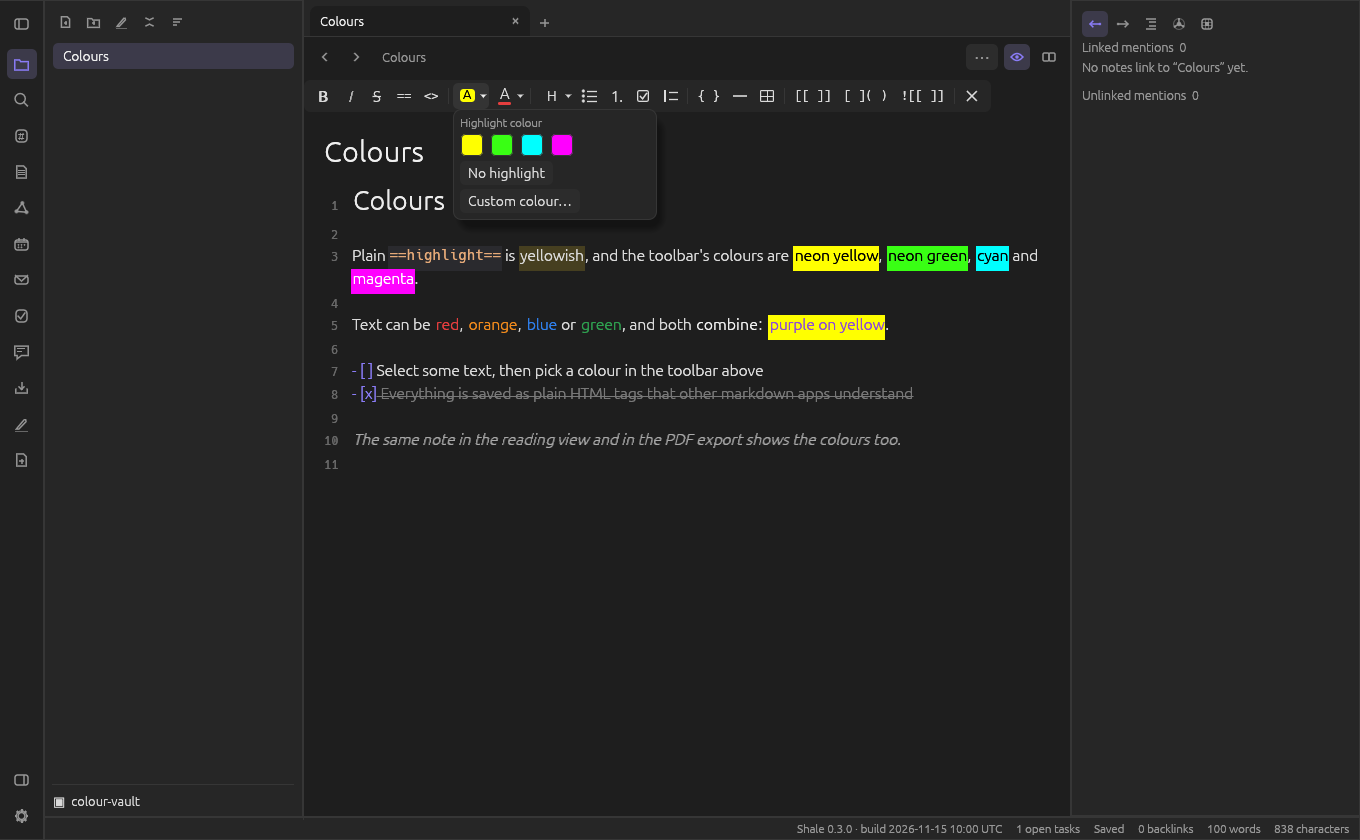 Colours
Colours
Colours
B I S == <> A A H 1. { } — [[ ]] [ ]( ) ![[ ]]
Highlight colour
No highlight
Custom colour…
Colours
1 Colours
2
3 Plain ==highlight== is yellowish, and the toolbar's colours are neon yellow, neon green, cyan and
magenta.
4
5 Text can be red, orange, blue or green, and both combine: purple on yellow.
6
7 - [ ] Select some text, then pick a colour in the toolbar above
8 - [x] Everything is saved as plain HTML tags that other markdown apps understand
9
10 The same note in the reading view and in the PDF export shows the colours too.
11
Linked mentions 0
No notes link to “Colours” yet.
Unlinked mentions 0
colour-vault
Shale 0.3.0 · build 2026-11-15 10:00 UTC 1 open tasks Saved 0 backlinks 100 words 838 characters